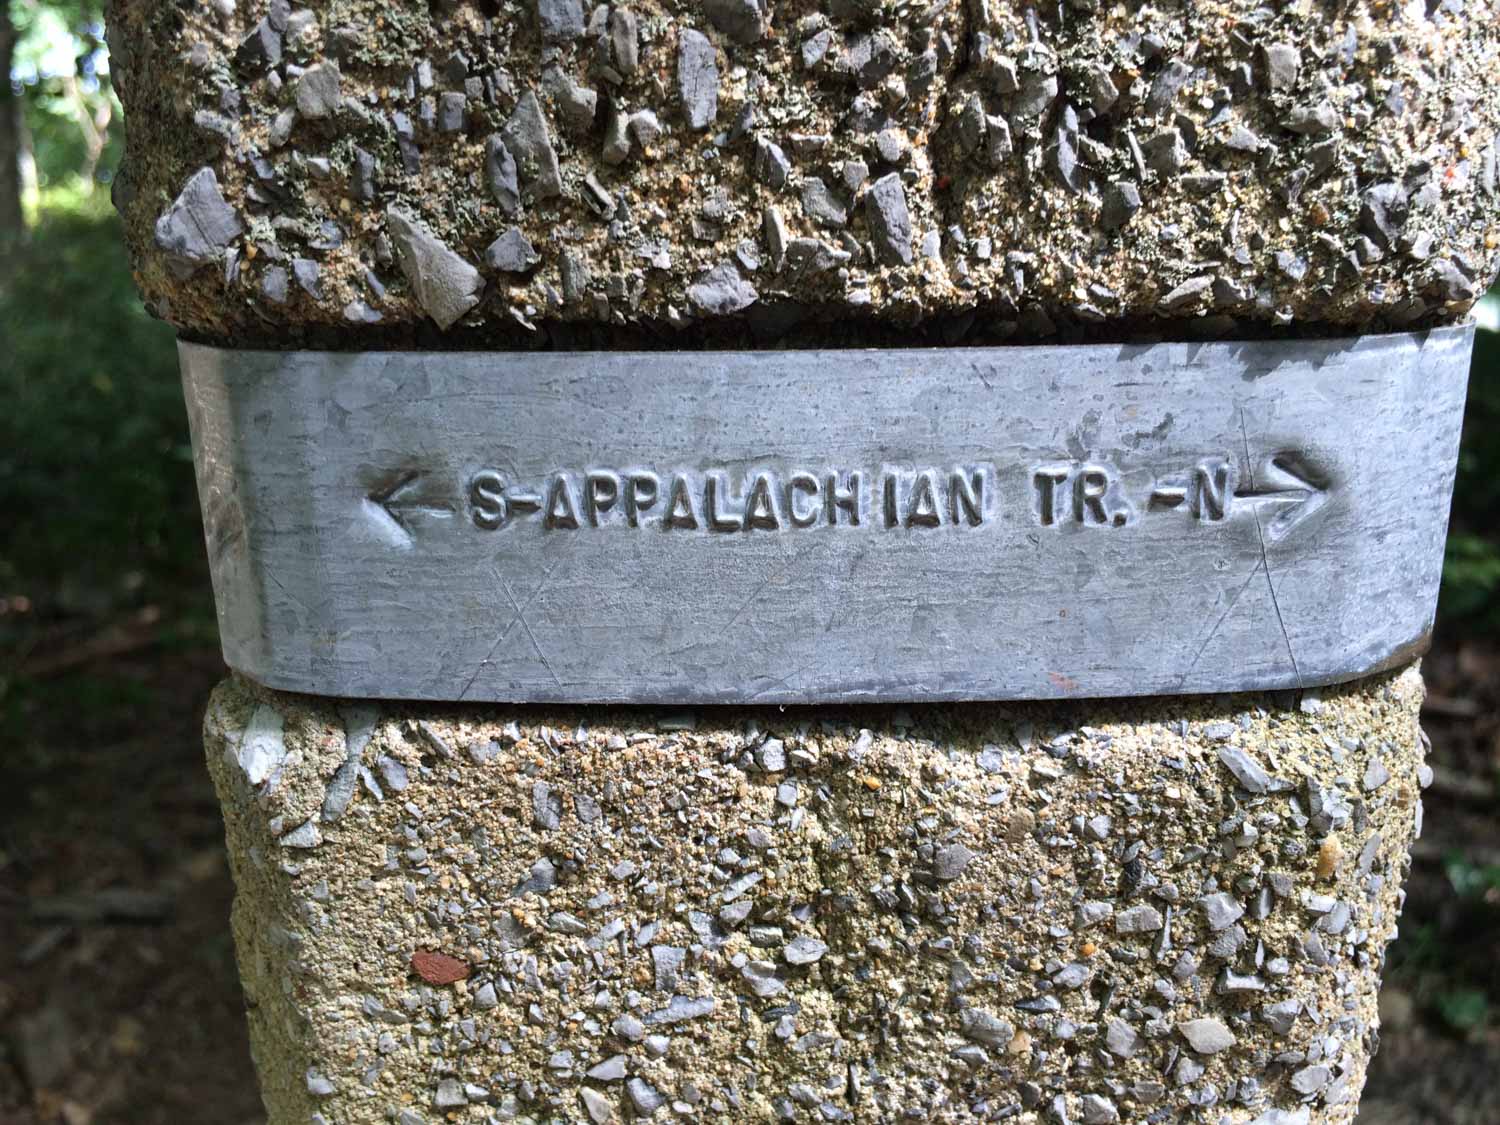 ← S-APPALACHIAN TR. -N →